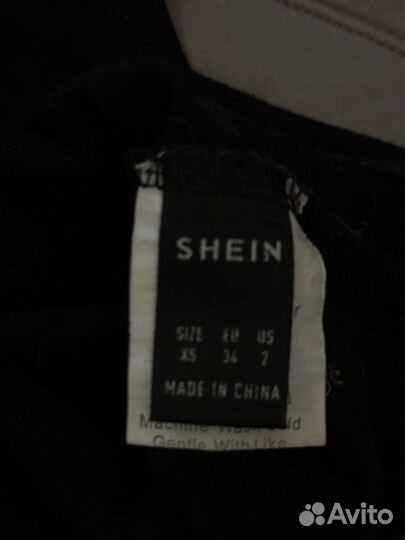 SHEIN
SIZE EU US
XS 34 2
MADE IN CHINA
Machine Wash Cold
Gentle With Like
Avito